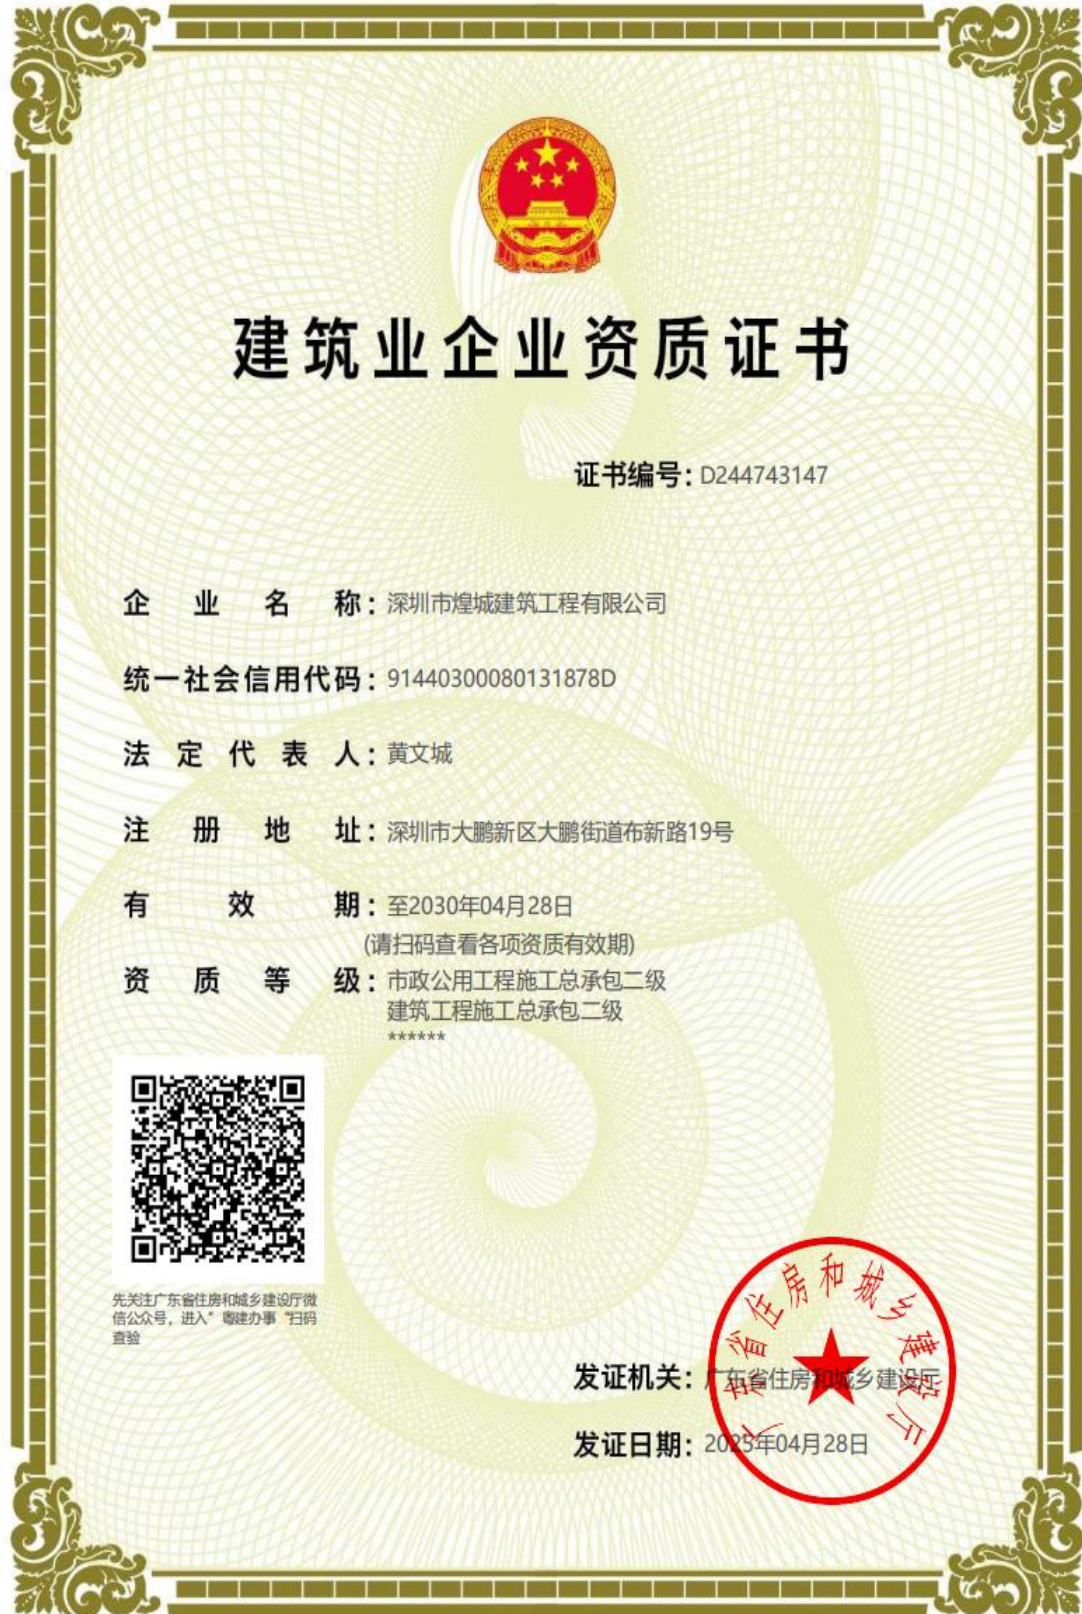 建筑业企业资质证书
证书编号：D244743147
企业名称：深圳市煌城建筑工程有限公司
统一社会信用代码：91440300080131878D
法定代表人：黄文城
注册地址：深圳市大鹏新区大鹏街道布新路19号
有效期：至2030年04月28日
(请扫码查看各项资质有效期)
资质等级：市政公用工程施工总承包二级
建筑工程施工总承包二级
******
先关注广东省住房和城乡建设厅微
信公众号，进入”粤建办事“扫码
查验
广东省住房和城乡建设厅
发证机关：广东省住房和城乡建设厅
发证日期：2025年04月28日